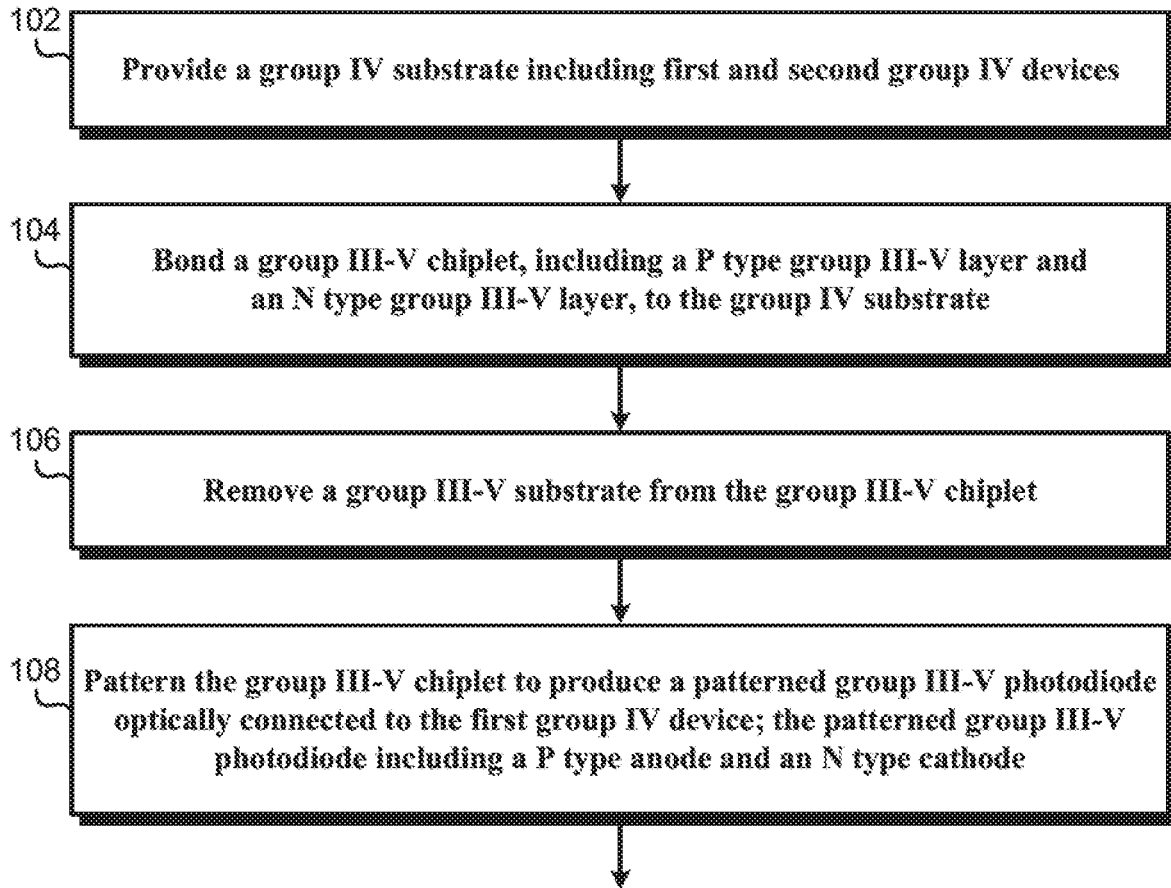 102
Provide a group IV substrate including first and second group IV devices
104
Bond a group III-V chiplet, including a P type group III-V layer and
an N type group III-V layer, to the group IV substrate
106
Remove a group III-V substrate from the group III-V chiplet
108
Pattern the group III-V chiplet to produce a patterned group III-V photodiode
optically connected to the first group IV device; the patterned group III-V
photodiode including a P type anode and an N type cathode